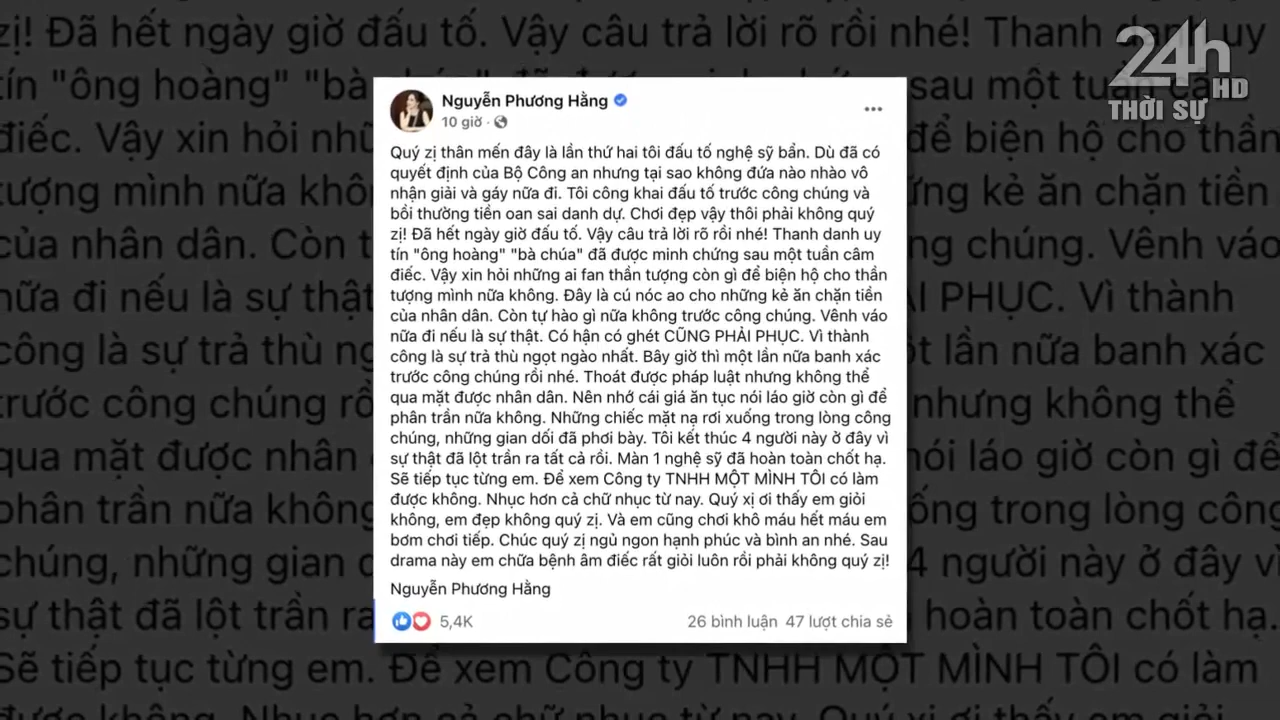 24h
HD
THỜI SỰ
Nguyễn Phương Hằng
10 giờ ·
Quý zị thân mến đây là lần thứ hai tôi đấu tố nghệ sỹ bẩn. Dù đã có
quyết định của Bộ Công an nhưng tại sao không đứa nào nhào vô
nhận giải và gáy nữa đi. Tôi công khai đấu tố trước công chúng và
bồi thường tiền oan sai danh dự. Chơi đẹp vậy thôi phải không quý
zị! Đã hết ngày giờ đấu tố. Vậy câu trả lời rõ rồi nhé! Thanh danh uy
tín "ông hoàng" "bà chúa" đã được minh chứng sau một tuần câm
điếc. Vậy xin hỏi những ai fan thần tượng còn gì để biện hộ cho thần
tượng mình nữa không. Đây là cú nóc ao cho những kẻ ăn chặn tiền
của nhân dân. Còn tự hào gì nữa không trước công chúng. Vênh váo
nữa đi nếu là sự thật. Có hận có ghét CŨNG PHẢI PHỤC. Vì thành
công là sự trả thù ngọt ngào nhất. Bây giờ thì một lần nữa banh xác
trước công chúng rồi nhé. Thoát được pháp luật nhưng không thể
qua mặt được nhân dân. Nên nhớ cái giá ăn tục nói láo giờ còn gì để
phân trần nữa không. Những chiếc mặt nạ rơi xuống trong lòng công
chúng, những gian dối đã phơi bày. Tôi kết thúc 4 người này ở đây vì
sự thật đã lột trần ra tất cả rồi. Màn 1 nghệ sỹ đã hoàn toàn chốt hạ.
Sẽ tiếp tục từng em. Để xem Công ty TNHH MỘT MÌNH TÔI có làm
được không. Nhục hơn cả chữ nhục từ nay. Quý xị ơi thấy em giỏi
không, em đẹp không quý zị. Và em cũng chơi khô máu hết máu em
bơm chơi tiếp. Chúc quý zị ngủ ngon hạnh phúc và bình an nhé. Sau
drama này em chữa bệnh âm điếc rất giỏi luôn rồi phải không quý zị!
Nguyễn Phương Hằng
5,4K
26 bình luận 47 lượt chia sẻ